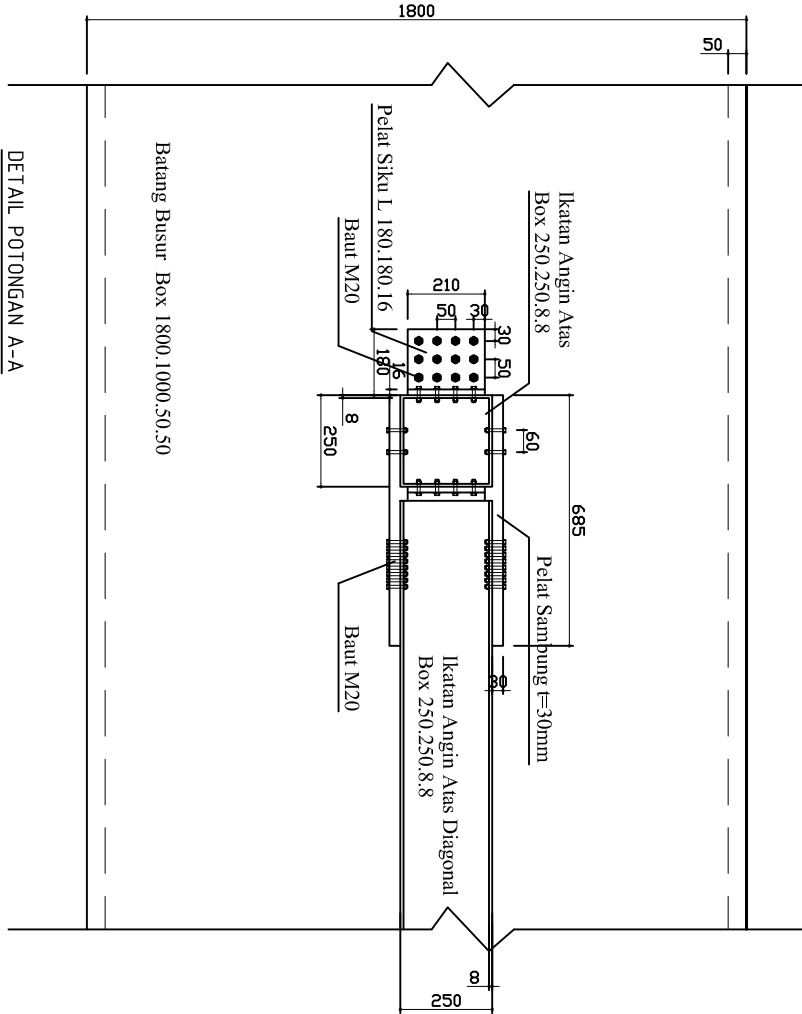 1800
50
Ikatan Angin Atas
Box 250.250.8.8
Pelat Siku L 180.180.16
Baut M20
210
50
30
30
50
180
16
8
250
60
685
Pelat Sambung t=30mm
30
Baut M20
Ikatan Angin Atas Diagonal
Box 250.250.8.8
8
250
Batang Busur Box 1800.1000.50.50
DETAIL POTONGAN A-A